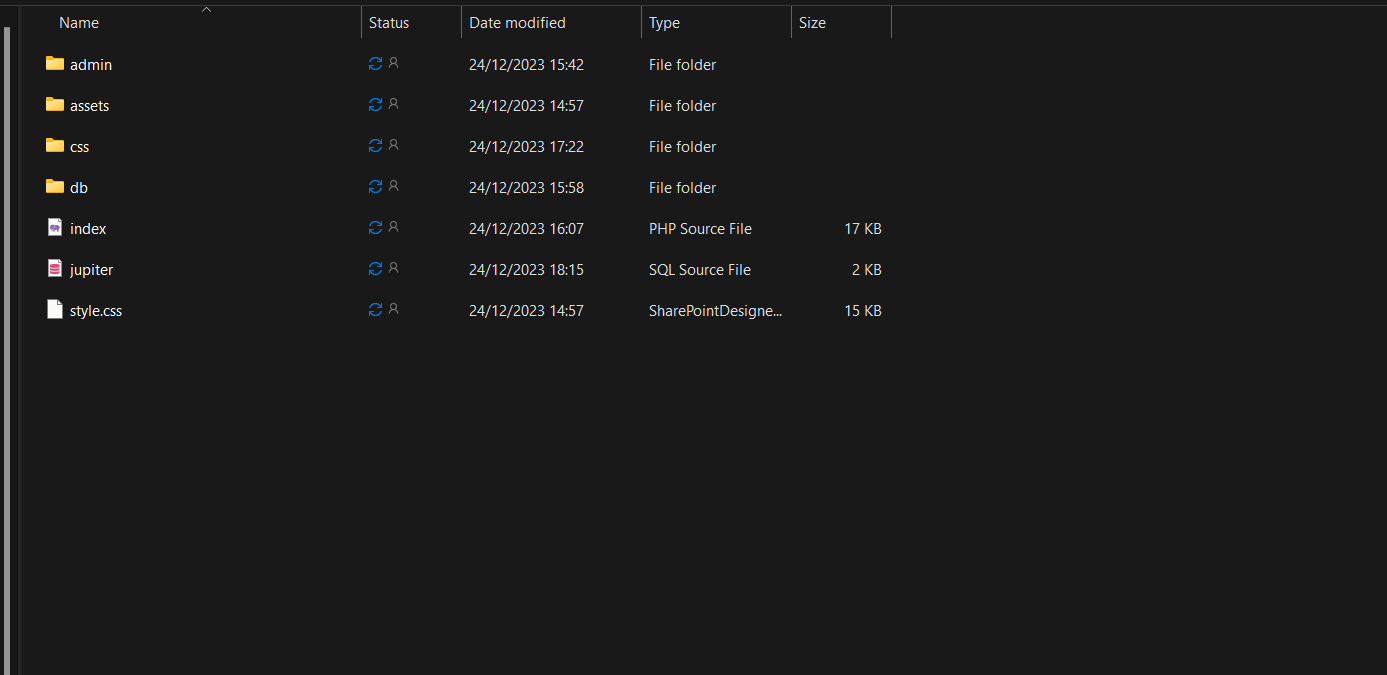 Name Status Date modified Type Size
admin 24/12/2023 15:42 File folder
assets 24/12/2023 14:57 File folder
css 24/12/2023 17:22 File folder
db 24/12/2023 15:58 File folder
index 24/12/2023 16:07 PHP Source File 17 KB
jupiter 24/12/2023 18:15 SQL Source File 2 KB
style.css 24/12/2023 14:57 SharePointDesigne... 15 KB